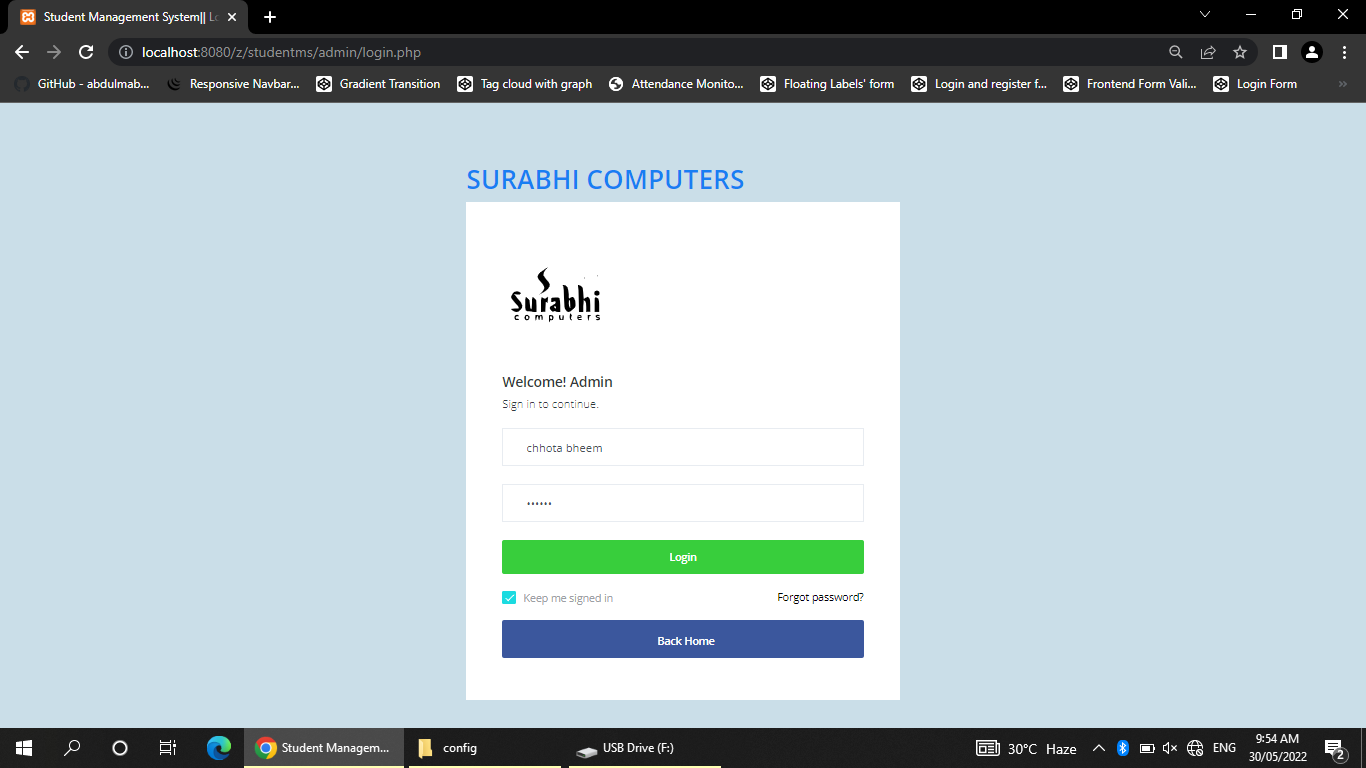 Student Management System|| Lo
localhost:8080/z/studentms/admin/login.php
GitHub - abdulmab...
Responsive Navbar...
Gradient Transition
Tag cloud with graph
Attendance Monito...
Floating Labels' form
Login and register f...
Frontend Form Vali...
Login Form
SURABHI COMPUTERS
Surabhi
computers
Welcome! Admin
Sign in to continue.
chhota bheem
Login
Keep me signed in
Forgot password?
Back Home
Student Managem...
config
USB Drive (F:)
30°C Haze
ENG
9:54 AM
30/05/2022
2